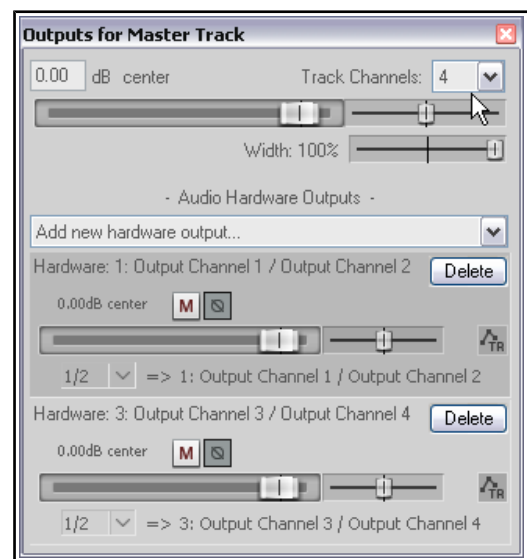 Outputs for Master Track
0.00 dB center Track Channels: 4
Width: 100%
- Audio Hardware Outputs -
Add new hardware output...
Hardware: 1: Output Channel 1 / Output Channel 2 Delete
0.00dB center M
TR
1/2 => 1: Output Channel 1 / Output Channel 2
Hardware: 3: Output Channel 3 / Output Channel 4 Delete
0.00dB center M
TR
1/2 => 3: Output Channel 3 / Output Channel 4